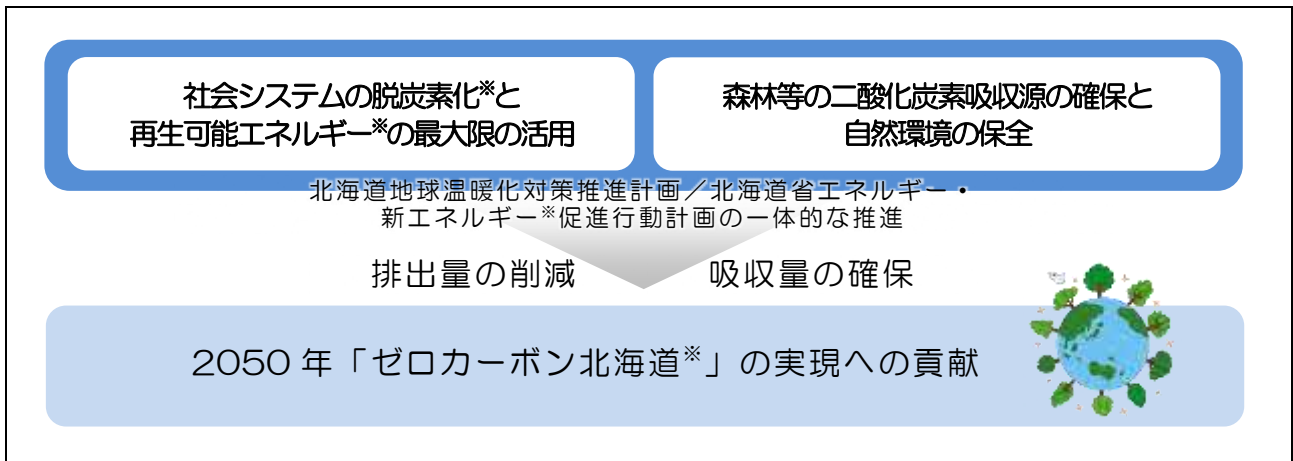 社会システムの脱炭素化※と
再生可能エネルギー※の最大限の活用
森林等の二酸化炭素吸収源の確保と
自然環境の保全
北海道地球温暖化対策推進計画／北海道省エネルギー・
新エネルギー※促進行動計画の一体的な推進
排出量の削減
吸収量の確保
2050 年「ゼロカーボン北海道※」の実現への貢献